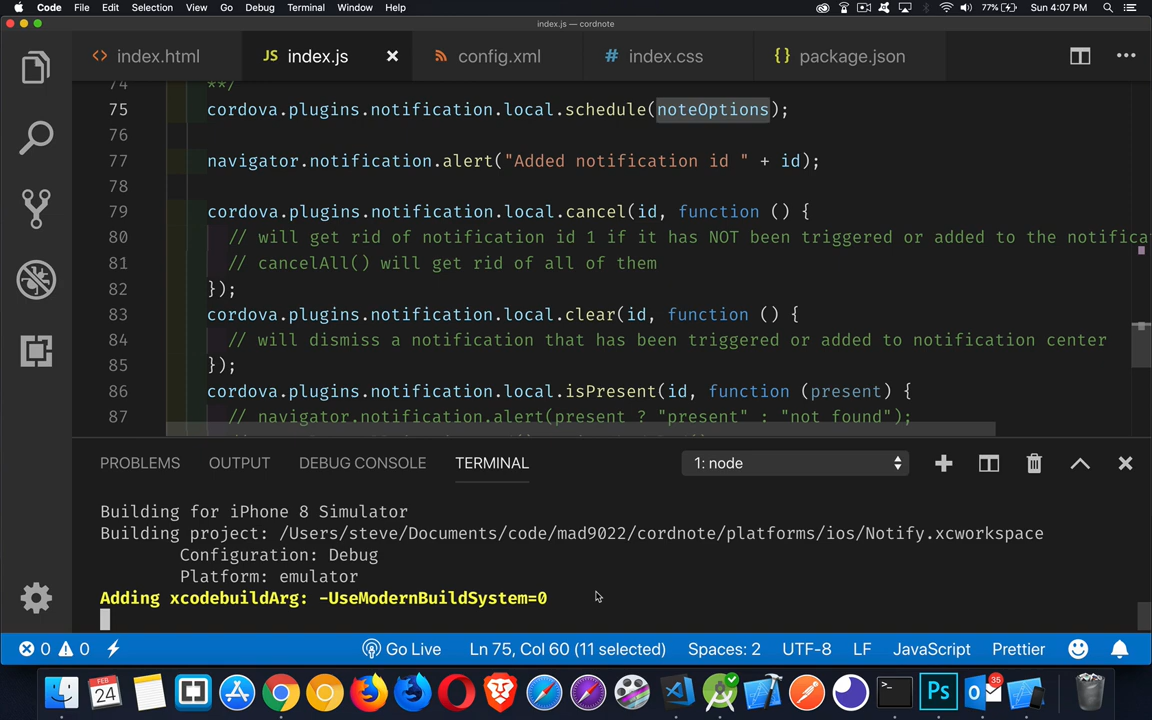 Code File Edit Selection View Go Debug Terminal Window Help 77% Sun 4:07 PM
index.js — cordnote
<> index.html JS index.js config.xml # index.css {} package.json
74 **/
75 cordova.plugins.notification.local.schedule(noteOptions);
76
77 navigator.notification.alert("Added notification id " + id);
78
79 cordova.plugins.notification.local.cancel(id, function () {
80 // will get rid of notification id 1 if it has NOT been triggered or added to the notifica
81 // cancelAll() will get rid of all of them
82 });
83 cordova.plugins.notification.local.clear(id, function () {
84 // will dismiss a notification that has been triggered or added to notification center
85 });
86 cordova.plugins.notification.local.isPresent(id, function (present) {
87 // navigator.notification.alert(present ? "present" : "not found");
PROBLEMS OUTPUT DEBUG CONSOLE TERMINAL 1: node
Building for iPhone 8 Simulator
Building project: /Users/steve/Documents/code/mad9022/cordnote/platforms/ios/Notify.xcworkspace
Configuration: Debug
Platform: emulator
Adding xcodebuildArg: -UseModernBuildSystem=0
0 0 Go Live Ln 75, Col 60 (11 selected) Spaces: 2 UTF-8 LF JavaScript Prettier
FEB
24
>_
Ps
35